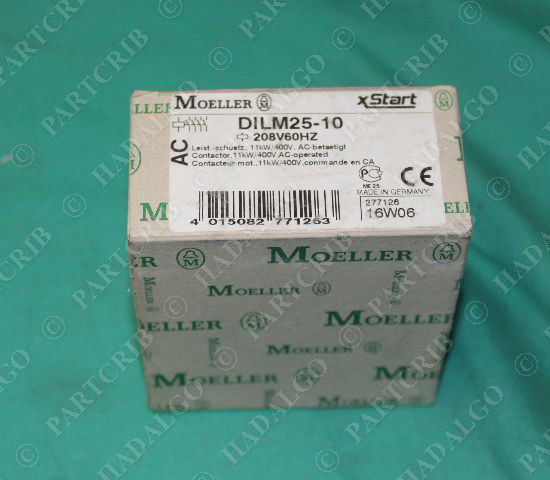 MOELLER xStart
DILM25-10
208V60HZ
AC
Leist.-schuetz, 11kW/400V, AC-betaetigt
Contactor, 11kW/400V, AC-operated
Contacteur-mot., 11kW/400V, commande en CA
CE
ME 25
MADE IN GERMANY
277126
16W06
4 015082 771263
MOELLER
MOELLER
MOELLER
MOELLER
PARTCRIB
HADALGO